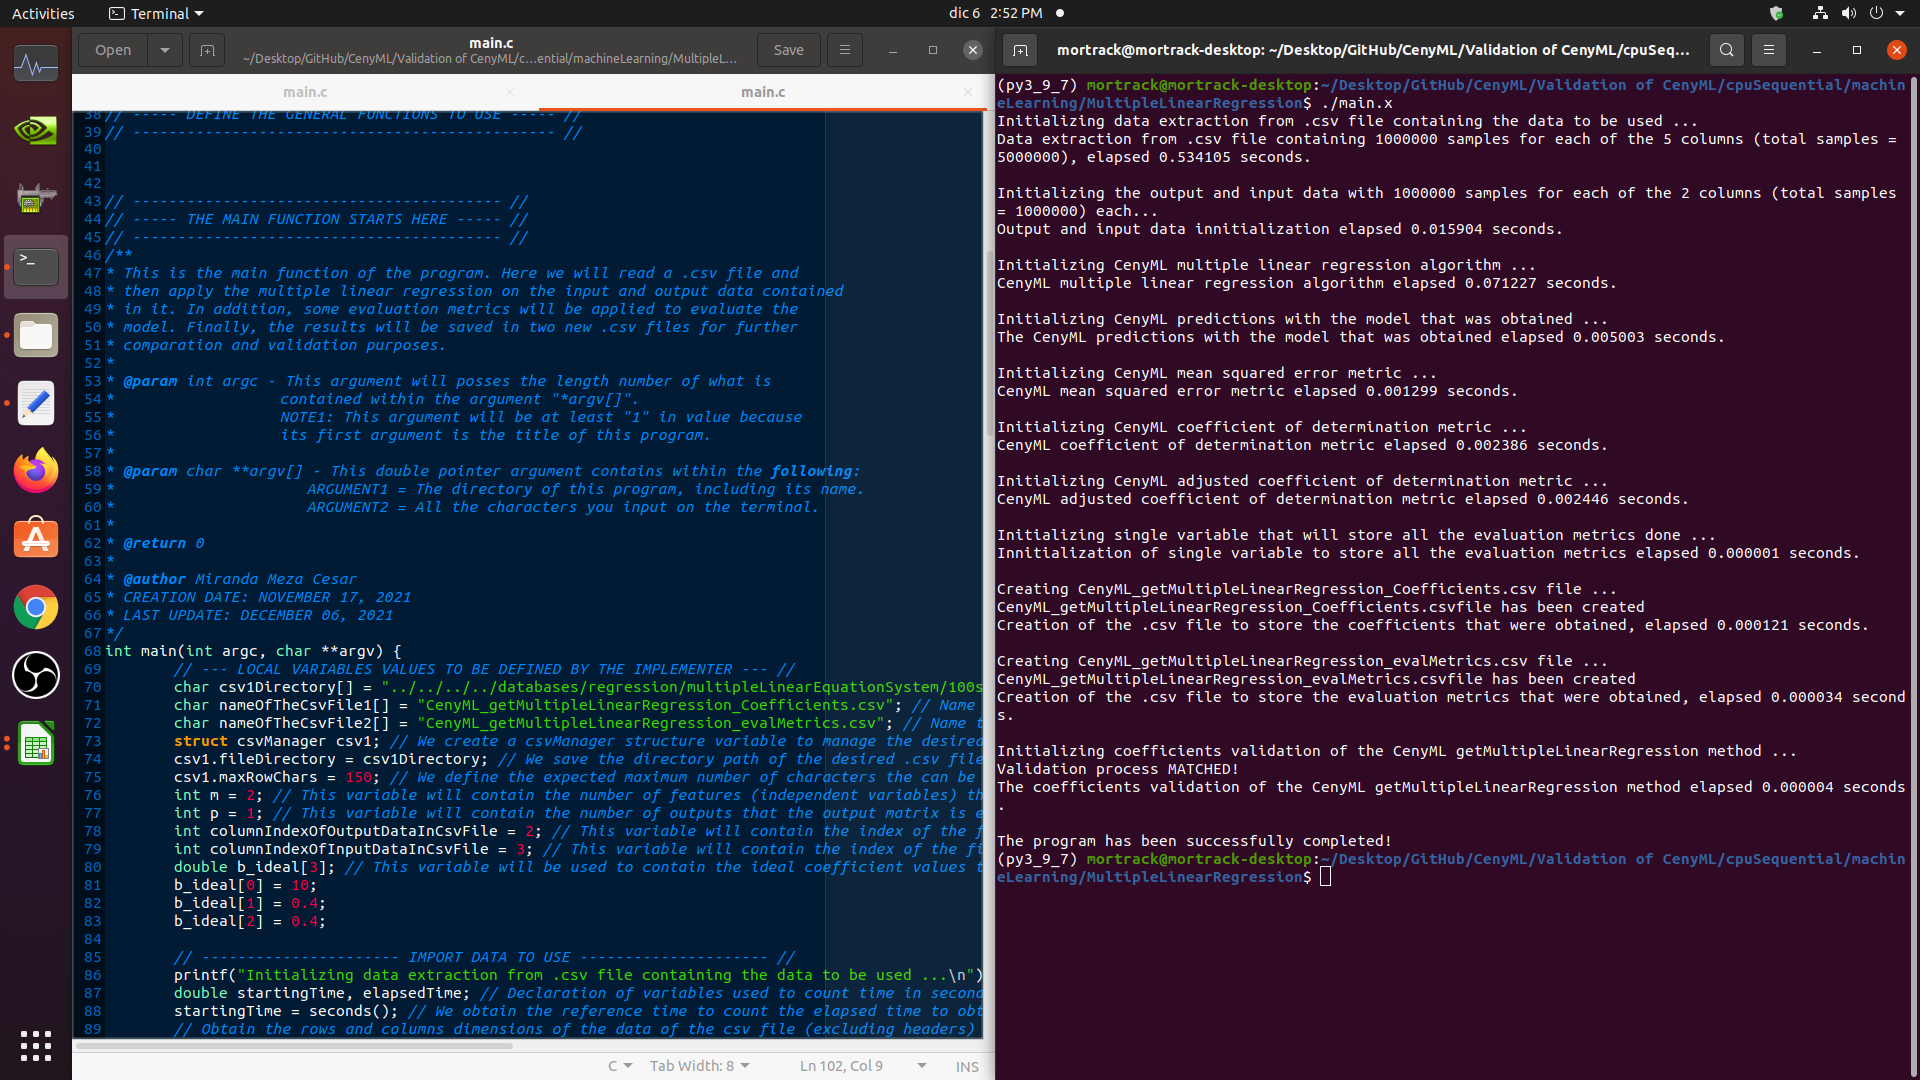 Activities
Terminal
dic 6 2:52 PM
Open
main.c
~/Desktop/GitHub/CenyML/Validation of CenyML/c...ential/machineLearning/MultipleL...
Save
main.c
main.c
38 // ----- DEFINE THE GENERAL FUNCTIONS TO USE ----- //
39 // ----------------------------------------------- //
40
41
42
43 // ----------------------------------------- //
44 // ----- THE MAIN FUNCTION STARTS HERE ----- //
45 // ----------------------------------------- //
46 /**
47 * This is the main function of the program. Here we will read a .csv file and
48 * then apply the multiple linear regression on the input and output data contained
49 * in it. In addition, some evaluation metrics will be applied to evaluate the
50 * model. Finally, the results will be saved in two new .csv files for further
51 * comparation and validation purposes.
52 *
53 * @param int argc - This argument will posses the length number of what is
54 * contained within the argument "*argv[]".
55 * NOTE1: This argument will be at least "1" in value because
56 * its first argument is the title of this program.
57 *
58 * @param char **argv[] - This double pointer argument contains within the following:
59 * ARGUMENT1 = The directory of this program, including its name.
60 * ARGUMENT2 = All the characters you input on the terminal.
61 *
62 * @return 0
63 *
64 * @author Miranda Meza Cesar
65 * CREATION DATE: NOVEMBER 17, 2021
66 * LAST UPDATE: DECEMBER 06, 2021
67 */
68 int main(int argc, char **argv) {
69 // --- LOCAL VARIABLES VALUES TO BE DEFINED BY THE IMPLEMENTER --- //
70 char csv1Directory[] = "../../../../databases/regression/multipleLinearEquationSystem/100s
71 char nameOfTheCsvFile1[] = "CenyML_getMultipleLinearRegression_Coefficients.csv"; // Name
72 char nameOfTheCsvFile2[] = "CenyML_getMultipleLinearRegression_evalMetrics.csv"; // Name t
73 struct csvManager csv1; // We create a csvManager structure variable to manage the desired
74 csv1.fileDirectory = csv1Directory; // We save the directory path of the desired .csv file
75 csv1.maxRowChars = 150; // We define the expected maximum number of characters the can be
76 int m = 2; // This variable will contain the number of features (independent variables) th
77 int p = 1; // This variable will contain the number of outputs that the output matrix is e
78 int columnIndexOfOutputDataInCsvFile = 2; // This variable will contain the index of the f
79 int columnIndexOfInputDataInCsvFile = 3; // This variable will contain the index of the fi
80 double b_ideal[3]; // This variable will be used to contain the ideal coefficient values t
81 b_ideal[0] = 10;
82 b_ideal[1] = 0.4;
83 b_ideal[2] = 0.4;
84
85 // ---------------------- IMPORT DATA TO USE --------------------- //
86 printf("Initializing data extraction from .csv file containing the data to be used ...\n")
87 double startingTime, elapsedTime; // Declaration of variables used to count time in second
88 startingTime = seconds(); // We obtain the reference time to count the elapsed time to obt
89 // Obtain the rows and columns dimensions of the data of the csv file (excluding headers)
C
Tab Width: 8
Ln 102, Col 9
INS
mortrack@mortrack-desktop: ~/Desktop/GitHub/CenyML/Validation of CenyML/cpuSeq...
(py3_9_7) mortrack@mortrack-desktop:~/Desktop/GitHub/CenyML/Validation of CenyML/cpuSequential/machin
eLearning/MultipleLinearRegression$ ./main.x
Initializing data extraction from .csv file containing the data to be used ...
Data extraction from .csv file containing 1000000 samples for each of the 5 columns (total samples =
5000000), elapsed 0.534105 seconds.

Initializing the output and input data with 1000000 samples for each of the 2 columns (total samples
= 1000000) each...
Output and input data innitialization elapsed 0.015904 seconds.

Initializing CenyML multiple linear regression algorithm ...
CenyML multiple linear regression algorithm elapsed 0.071227 seconds.

Initializing CenyML predictions with the model that was obtained ...
The CenyML predictions with the model that was obtained elapsed 0.005003 seconds.

Initializing CenyML mean squared error metric ...
CenyML mean squared error metric elapsed 0.001299 seconds.

Initializing CenyML coefficient of determination metric ...
CenyML coefficient of determination metric elapsed 0.002386 seconds.

Initializing CenyML adjusted coefficient of determination metric ...
CenyML adjusted coefficient of determination metric elapsed 0.002446 seconds.

Initializing single variable that will store all the evaluation metrics done ...
Innitialization of single variable to store all the evaluation metrics elapsed 0.000001 seconds.

Creating CenyML_getMultipleLinearRegression_Coefficients.csv file ...
CenyML_getMultipleLinearRegression_Coefficients.csvfile has been created
Creation of the .csv file to store the coefficients that were obtained, elapsed 0.000121 seconds.

Creating CenyML_getMultipleLinearRegression_evalMetrics.csv file ...
CenyML_getMultipleLinearRegression_evalMetrics.csvfile has been created
Creation of the .csv file to store the evaluation metrics that were obtained, elapsed 0.000034 second
s.

Initializing coefficients validation of the CenyML getMultipleLinearRegression method ...
Validation process MATCHED!
The coefficients validation of the CenyML getMultipleLinearRegression method elapsed 0.000004 seconds
.

The program has been successfully completed!
(py3_9_7) mortrack@mortrack-desktop:~/Desktop/GitHub/CenyML/Validation of CenyML/cpuSequential/machin
eLearning/MultipleLinearRegression$